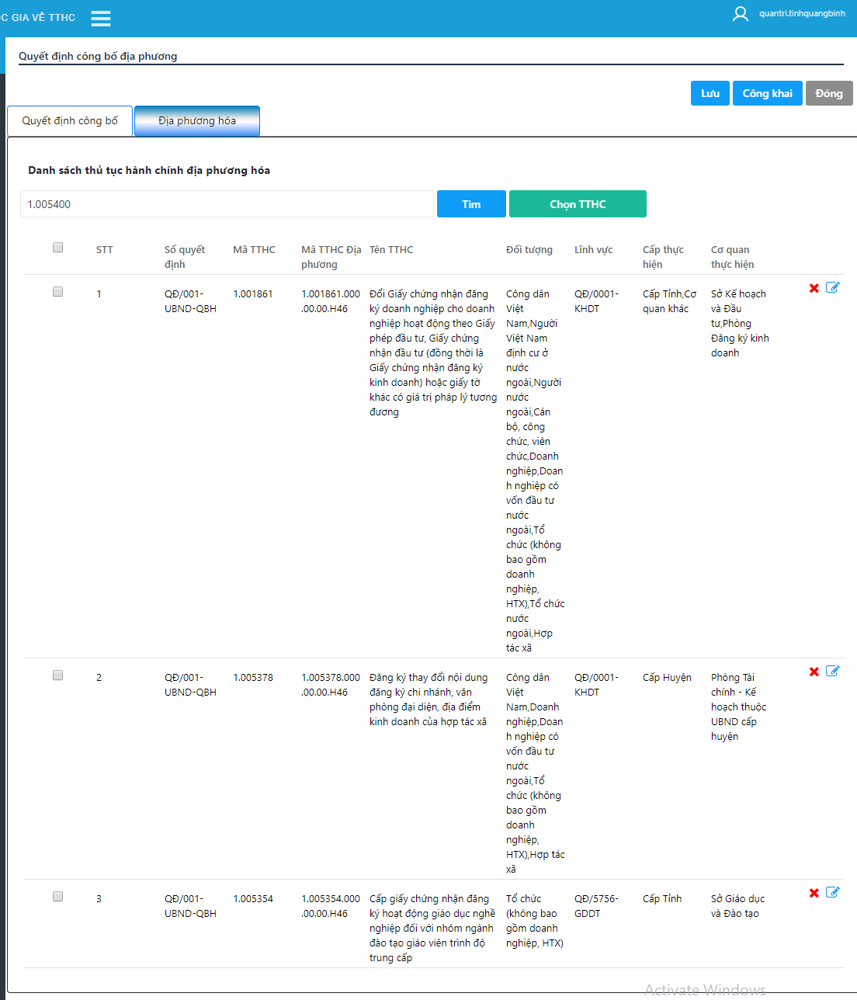 C GIA VỀ TTHC
quantri.tinhquangbinh
Quyết định công bố địa phương
Lưu
Công khai
Đóng
Quyết định công bố
Địa phương hóa
Danh sách thủ tục hành chính địa phương hóa
1.005400
Tìm
Chọn TTHC
STT
Số quyết
định
Mã TTHC
Mã TTHC Địa
phương
Tên TTHC
Đối tượng
Lĩnh vực
Cấp thực
hiện
Cơ quan
thực hiện
1
QĐ/001-
UBND-QBH
1.001861
1.001861.000
.00.00.H46
Đổi Giấy chứng nhận đăng
ký doanh nghiệp cho doanh
nghiệp hoạt động theo Giấy
phép đầu tư, Giấy chứng
nhận đầu tư (đồng thời là
Giấy chứng nhận đăng ký
kinh doanh) hoặc giấy tờ
khác có giá trị pháp lý tương
đương
Công dân
Việt
Nam,Người
Việt Nam
định cư ở
nước
ngoài,Người
nước
ngoài,Cán
bộ, công
chức, viên
chức,Doanh
nghiệp,Doan
h nghiệp có
vốn đầu tư
nước
ngoài,Tổ
chức (không
bao gồm
doanh
nghiệp,
HTX),Tổ chức
nước
ngoài,Hợp
tác xã
QĐ/0001-
KHDT
Cấp Tỉnh,Cơ
quan khác
Sở Kế hoạch
và Đầu
tư,Phòng
Đăng ký kinh
doanh
2
QĐ/001-
UBND-QBH
1.005378
1.005378.000
.00.00.H46
Đăng ký thay đổi nội dung
đăng ký chi nhánh, văn
phòng đại diện, địa điểm
kinh doanh của hợp tác xã
Công dân
Việt
Nam,Doanh
nghiệp,Doan
h nghiệp có
vốn đầu tư
nước
ngoài,Tổ
chức (không
bao gồm
doanh
nghiệp,
HTX),Hợp tác
xã
QĐ/0001-
KHDT
Cấp Huyện
Phòng Tài
chính - Kế
hoạch thuộc
UBND cấp
huyện
3
QĐ/001-
UBND-QBH
1.005354
1.005354.000
.00.00.H46
Cấp giấy chứng nhận đăng
ký hoạt động giáo dục nghề
nghiệp đối với nhóm ngành
đào tạo giáo viên trình độ
trung cấp
Tổ chức
(không bao
gồm doanh
nghiệp, HTX)
QĐ/5756-
GDDT
Cấp Tỉnh
Sở Giáo dục
và Đào tạo
Activate Windows